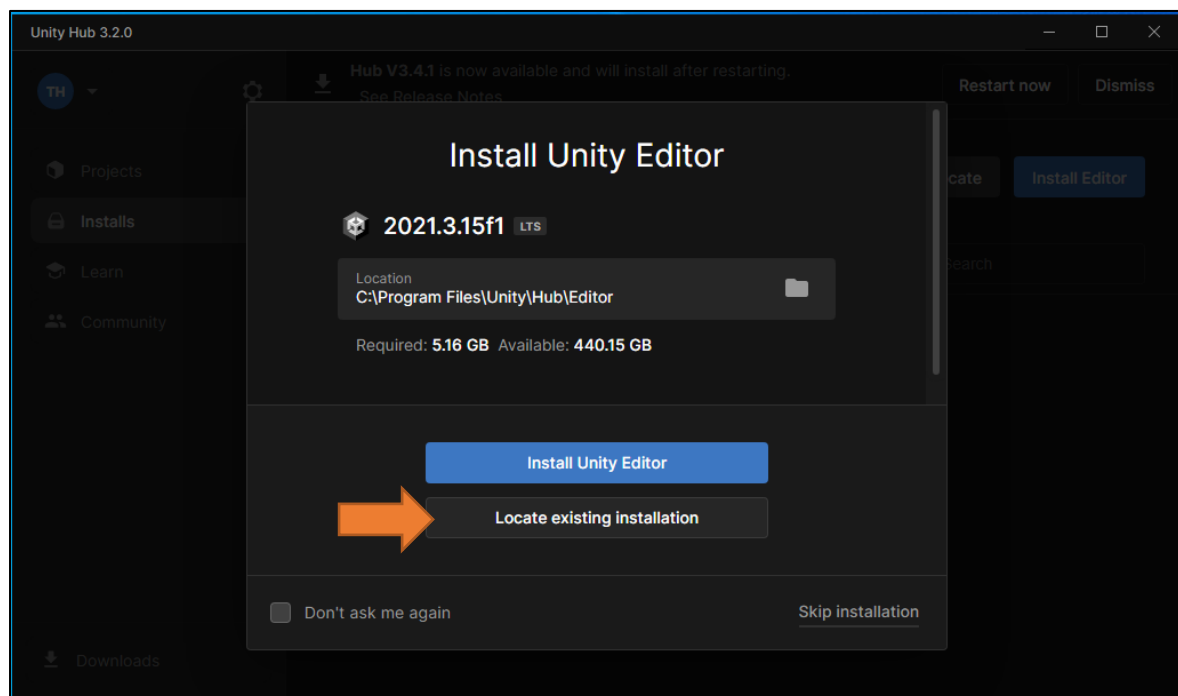 Unity Hub 3.2.0
TH
Hub V3.4.1 is now available and will install after restarting.
See Release Notes
Restart now
Dismiss
Projects
Installs
Learn
Community
Downloads
cate
Install Editor
Search
Install Unity Editor
2021.3.15f1 LTS
Location
C:\Program Files\Unity\Hub\Editor
Required: 5.16 GB Available: 440.15 GB
Install Unity Editor
Locate existing installation
Don't ask me again
Skip installation